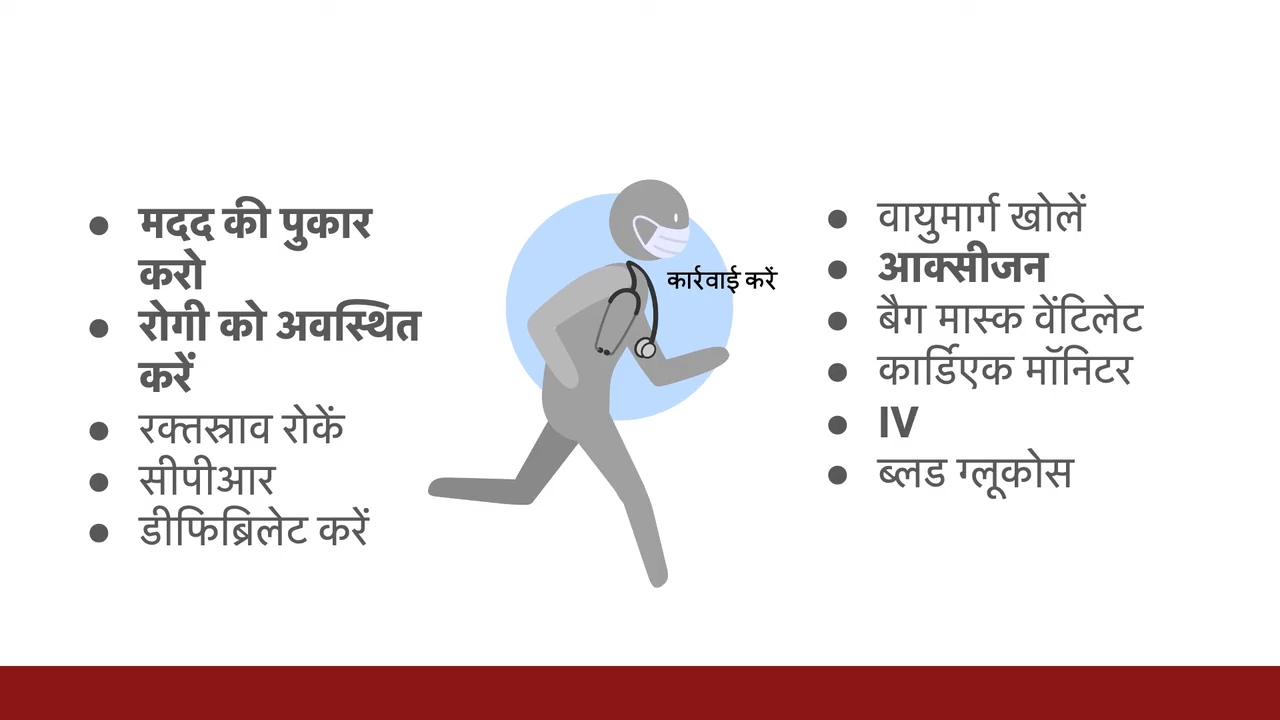 ● मदद की पुकार
करो
● रोगी को अवस्थित
करें
● रक्तस्राव रोकें
● सीपीआर
● डीफिब्रिलेट करें
कार्रवाई करें
● वायुमार्ग खोलें
● आक्सीजन
● बैग मास्क वेंटिलेट
● कार्डिएक मॉनिटर
● IV
● ब्लड ग्लूकोस